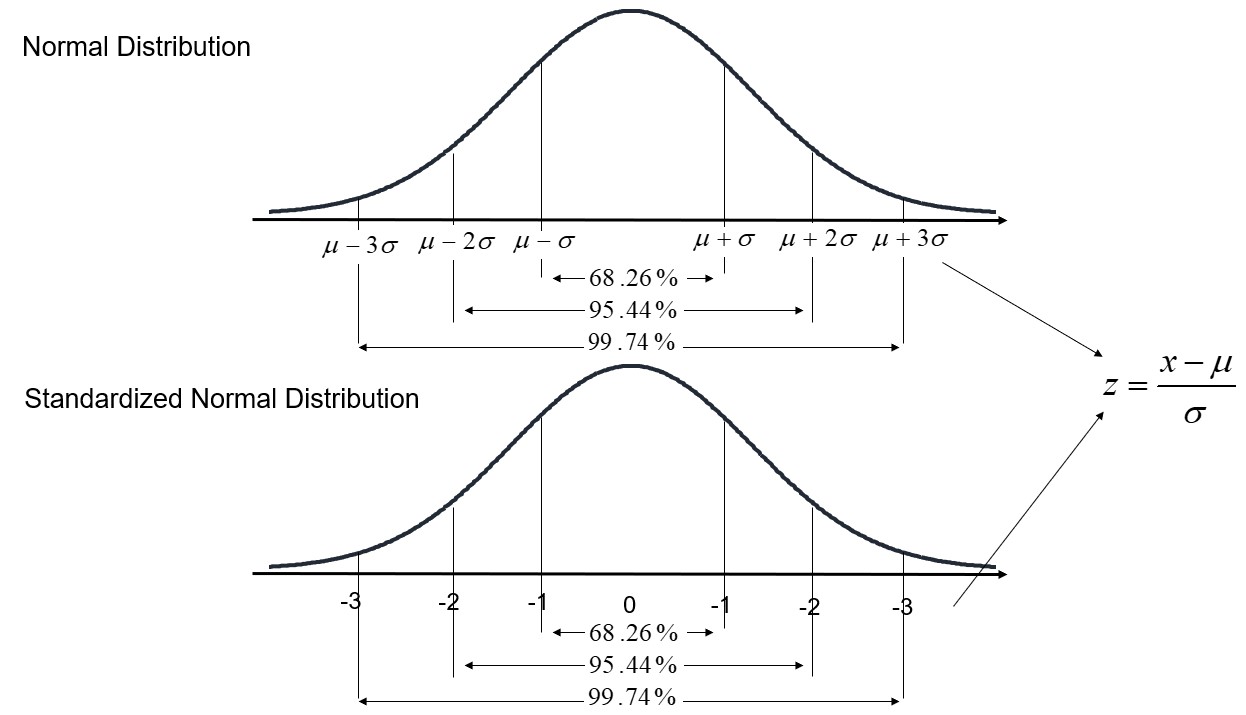 Normal Distribution
μ − 3σ μ − 2σ μ − σ μ + σ μ + 2σ μ + 3σ
68.26%
95.44%
99.74%
z = (x − μ) / σ
Standardized Normal Distribution
-3 -2 -1 0 -1 -2 -3
68.26%
95.44%
99.74%